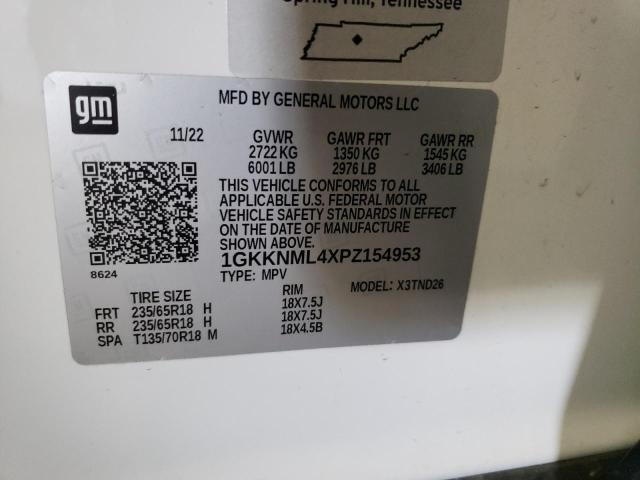 Spring Hill, Tennessee
gm
MFD BY GENERAL MOTORS LLC
11/22 GVWR GAWR FRT GAWR RR
2722 KG 1350 KG 1545 KG
6001 LB 2976 LB 3406 LB
THIS VEHICLE CONFORMS TO ALL
APPLICABLE U.S. FEDERAL MOTOR
VEHICLE SAFETY STANDARDS IN EFFECT
ON THE DATE OF MANUFACTURE
SHOWN ABOVE.
1GKKNML4XPZ154953
8624
TYPE: MPV MODEL: X3TND26
TIRE SIZE RIM
FRT 235/65R18 H 18X7.5J
RR 235/65R18 H 18X7.5J
SPA T135/70R18 M 18X4.5B